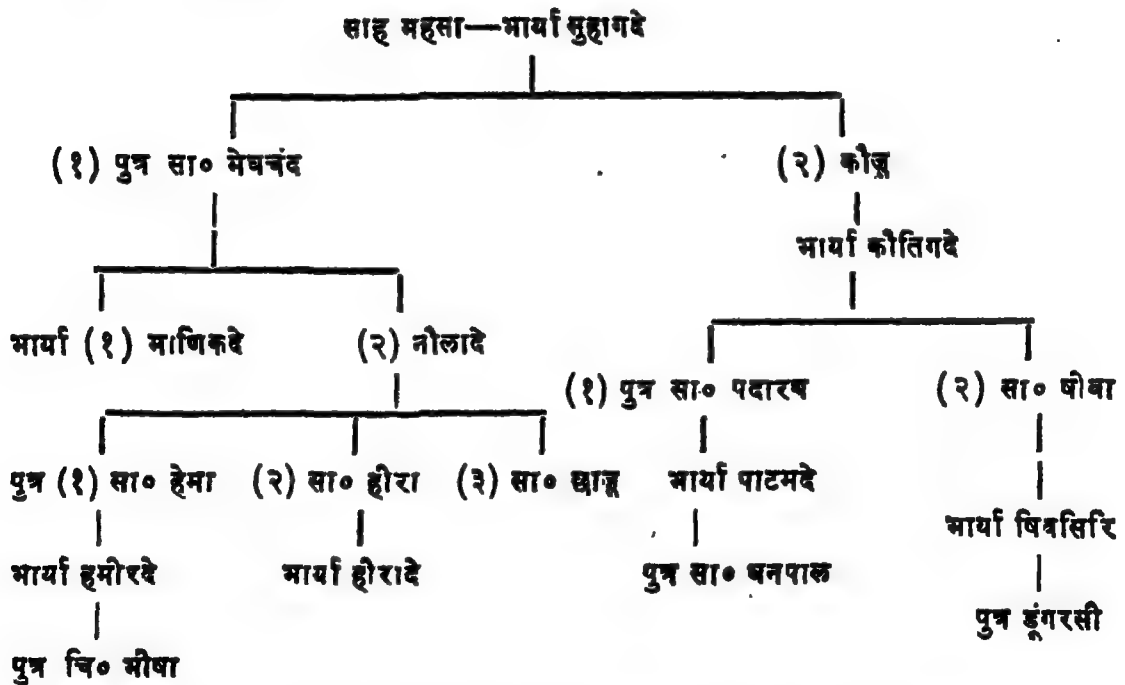 साह महसा—भार्या सुहागदे
(१) पुत्र सा० मेघचंद (२) कौजू
भार्या कौतिगदे
भार्या (१) माणिकदे (२) नौलादे
(१) पुत्र सा० पदारथ (२) सा० षीवा
पुत्र (१) सा० हेमा (२) सा० हीरा (३) सा० छाजू भार्या पाटमदे
भार्या षिवसिरि
भार्या हमीरदे भार्या हीरादे पुत्र सा० धनपाल
पुत्र डूंगरसी
पुत्र चि० भीषा